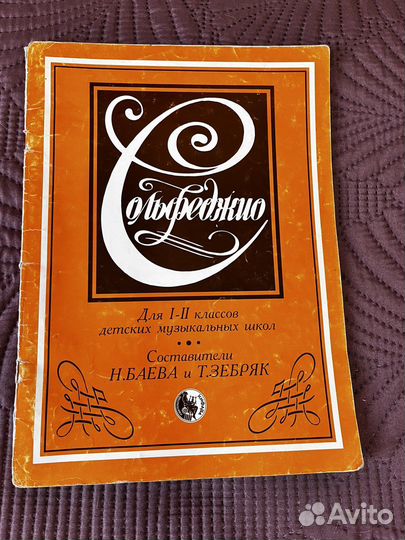 Сольфеджио
Для I-II классов
детских музыкальных школ
Составители
Н.БАЕВА и Т.ЗЕБРЯК
Avito